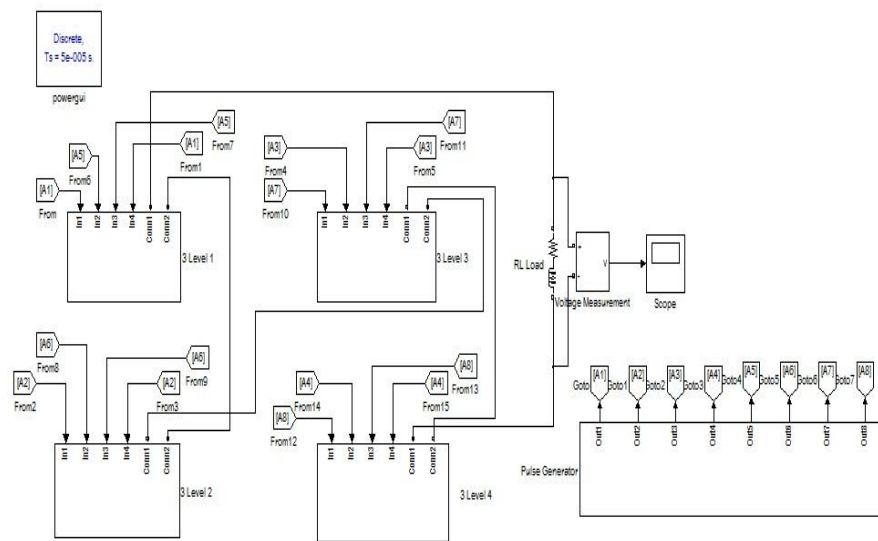 Discrete,
Ts = 5e-005 s.
powergui
[A5]
From7
[A1]
From1
[A5]
From6
[A1]
From
In1
In2
In3
In4
Conn1
Conn2
3 Level 1
[A7]
From11
[A3]
From4
[A3]
From5
[A7]
From10
In1
In2
In3
In4
Conn1
Conn2
3 Level 3
RL Load
+
-
v
Voltage Measurement
Scope
[A6]
From8
[A6]
From9
[A2]
From2
[A2]
From3
In1
In2
In3
In4
Conn1
Conn2
3 Level 2
[A8]
From13
[A4]
From14
[A4]
From15
[A8]
From12
In1
In2
In3
In4
Conn1
Conn2
3 Level 4
[A1]
Goto
[A2]
Goto1
[A3]
Goto2
[A4]
Goto3
[A5]
Goto4
[A6]
Goto5
[A7]
Goto6
[A8]
Goto7
Out1
Out2
Out3
Out4
Out5
Out6
Out7
Out8
Pulse Generator